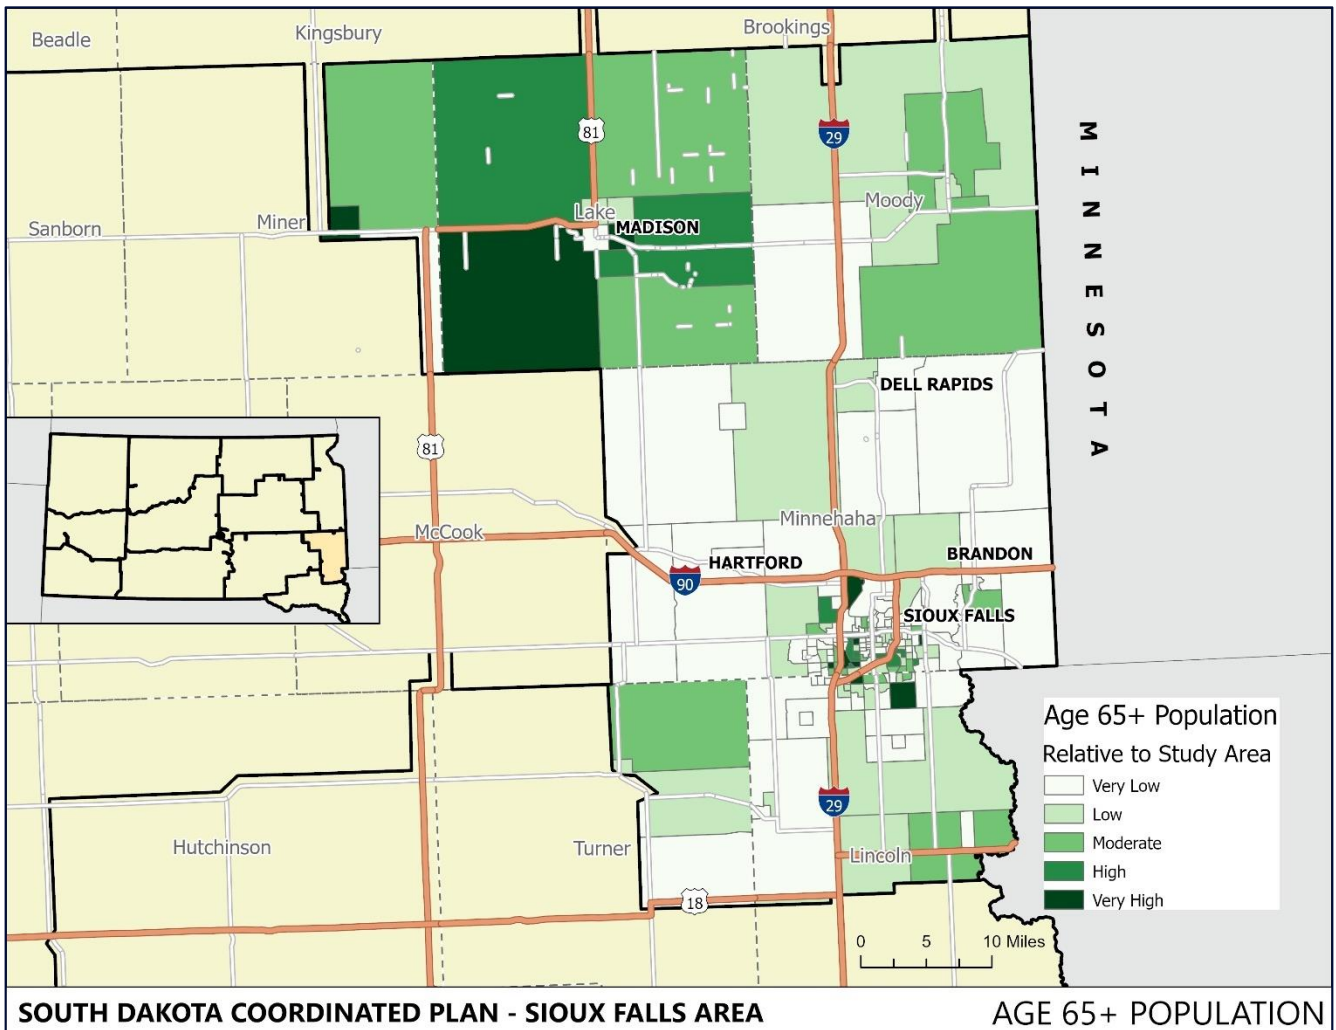 Beadle
Kingsbury
Brookings
81
29
Sanborn
Miner
Lake
MADISON
Moody
M I N N E S O T A
DELL RAPIDS
81
McCook
Minnehaha
HARTFORD
90
BRANDON
SIOUX FALLS
29
Hutchinson
Turner
Lincoln
18
Age 65+ Population
Relative to Study Area
Very Low
Low
Moderate
High
Very High
0 5 10 Miles
SOUTH DAKOTA COORDINATED PLAN - SIOUX FALLS AREA
AGE 65+ POPULATION